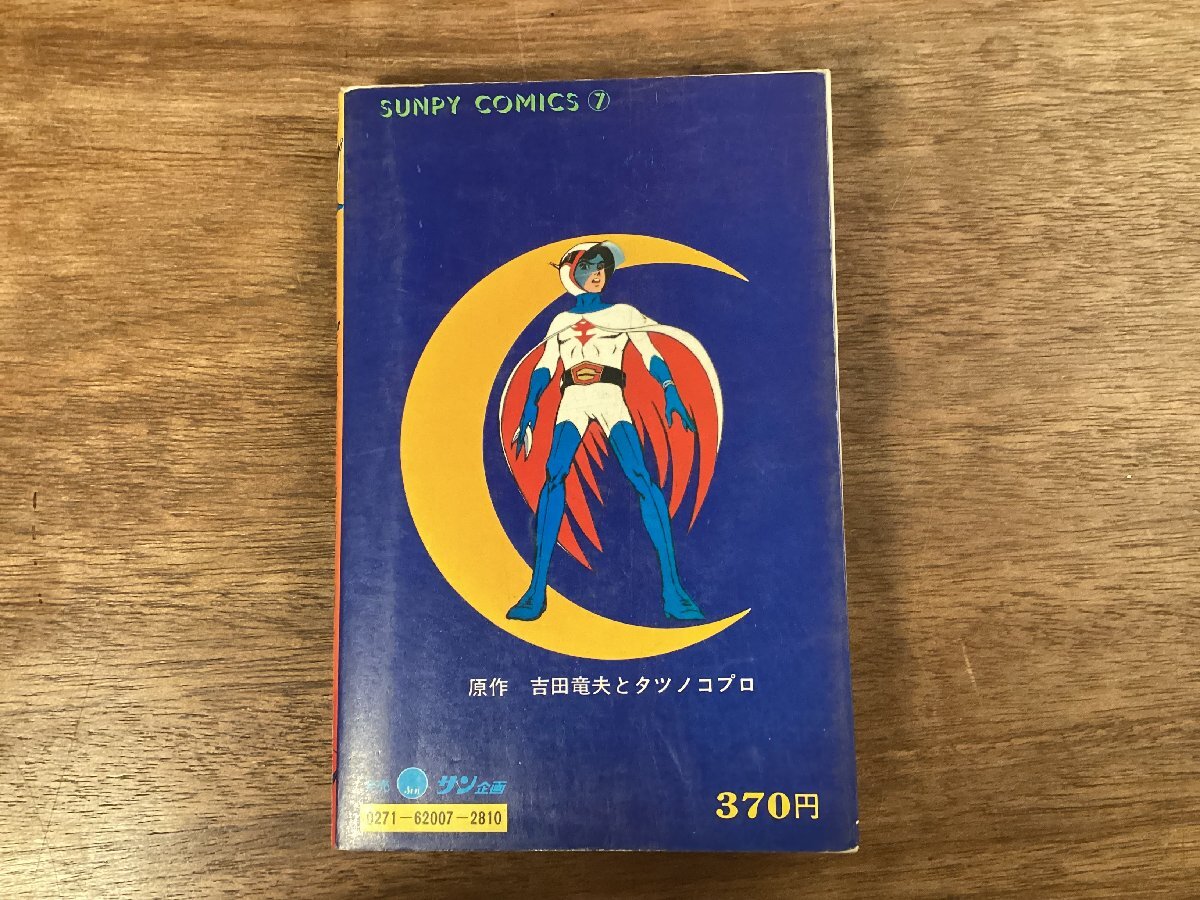 SUNPY COMICS ⑦
原作 吉田竜夫とタツノコプロ
Sun サン企画
0271-62007-2810
370円